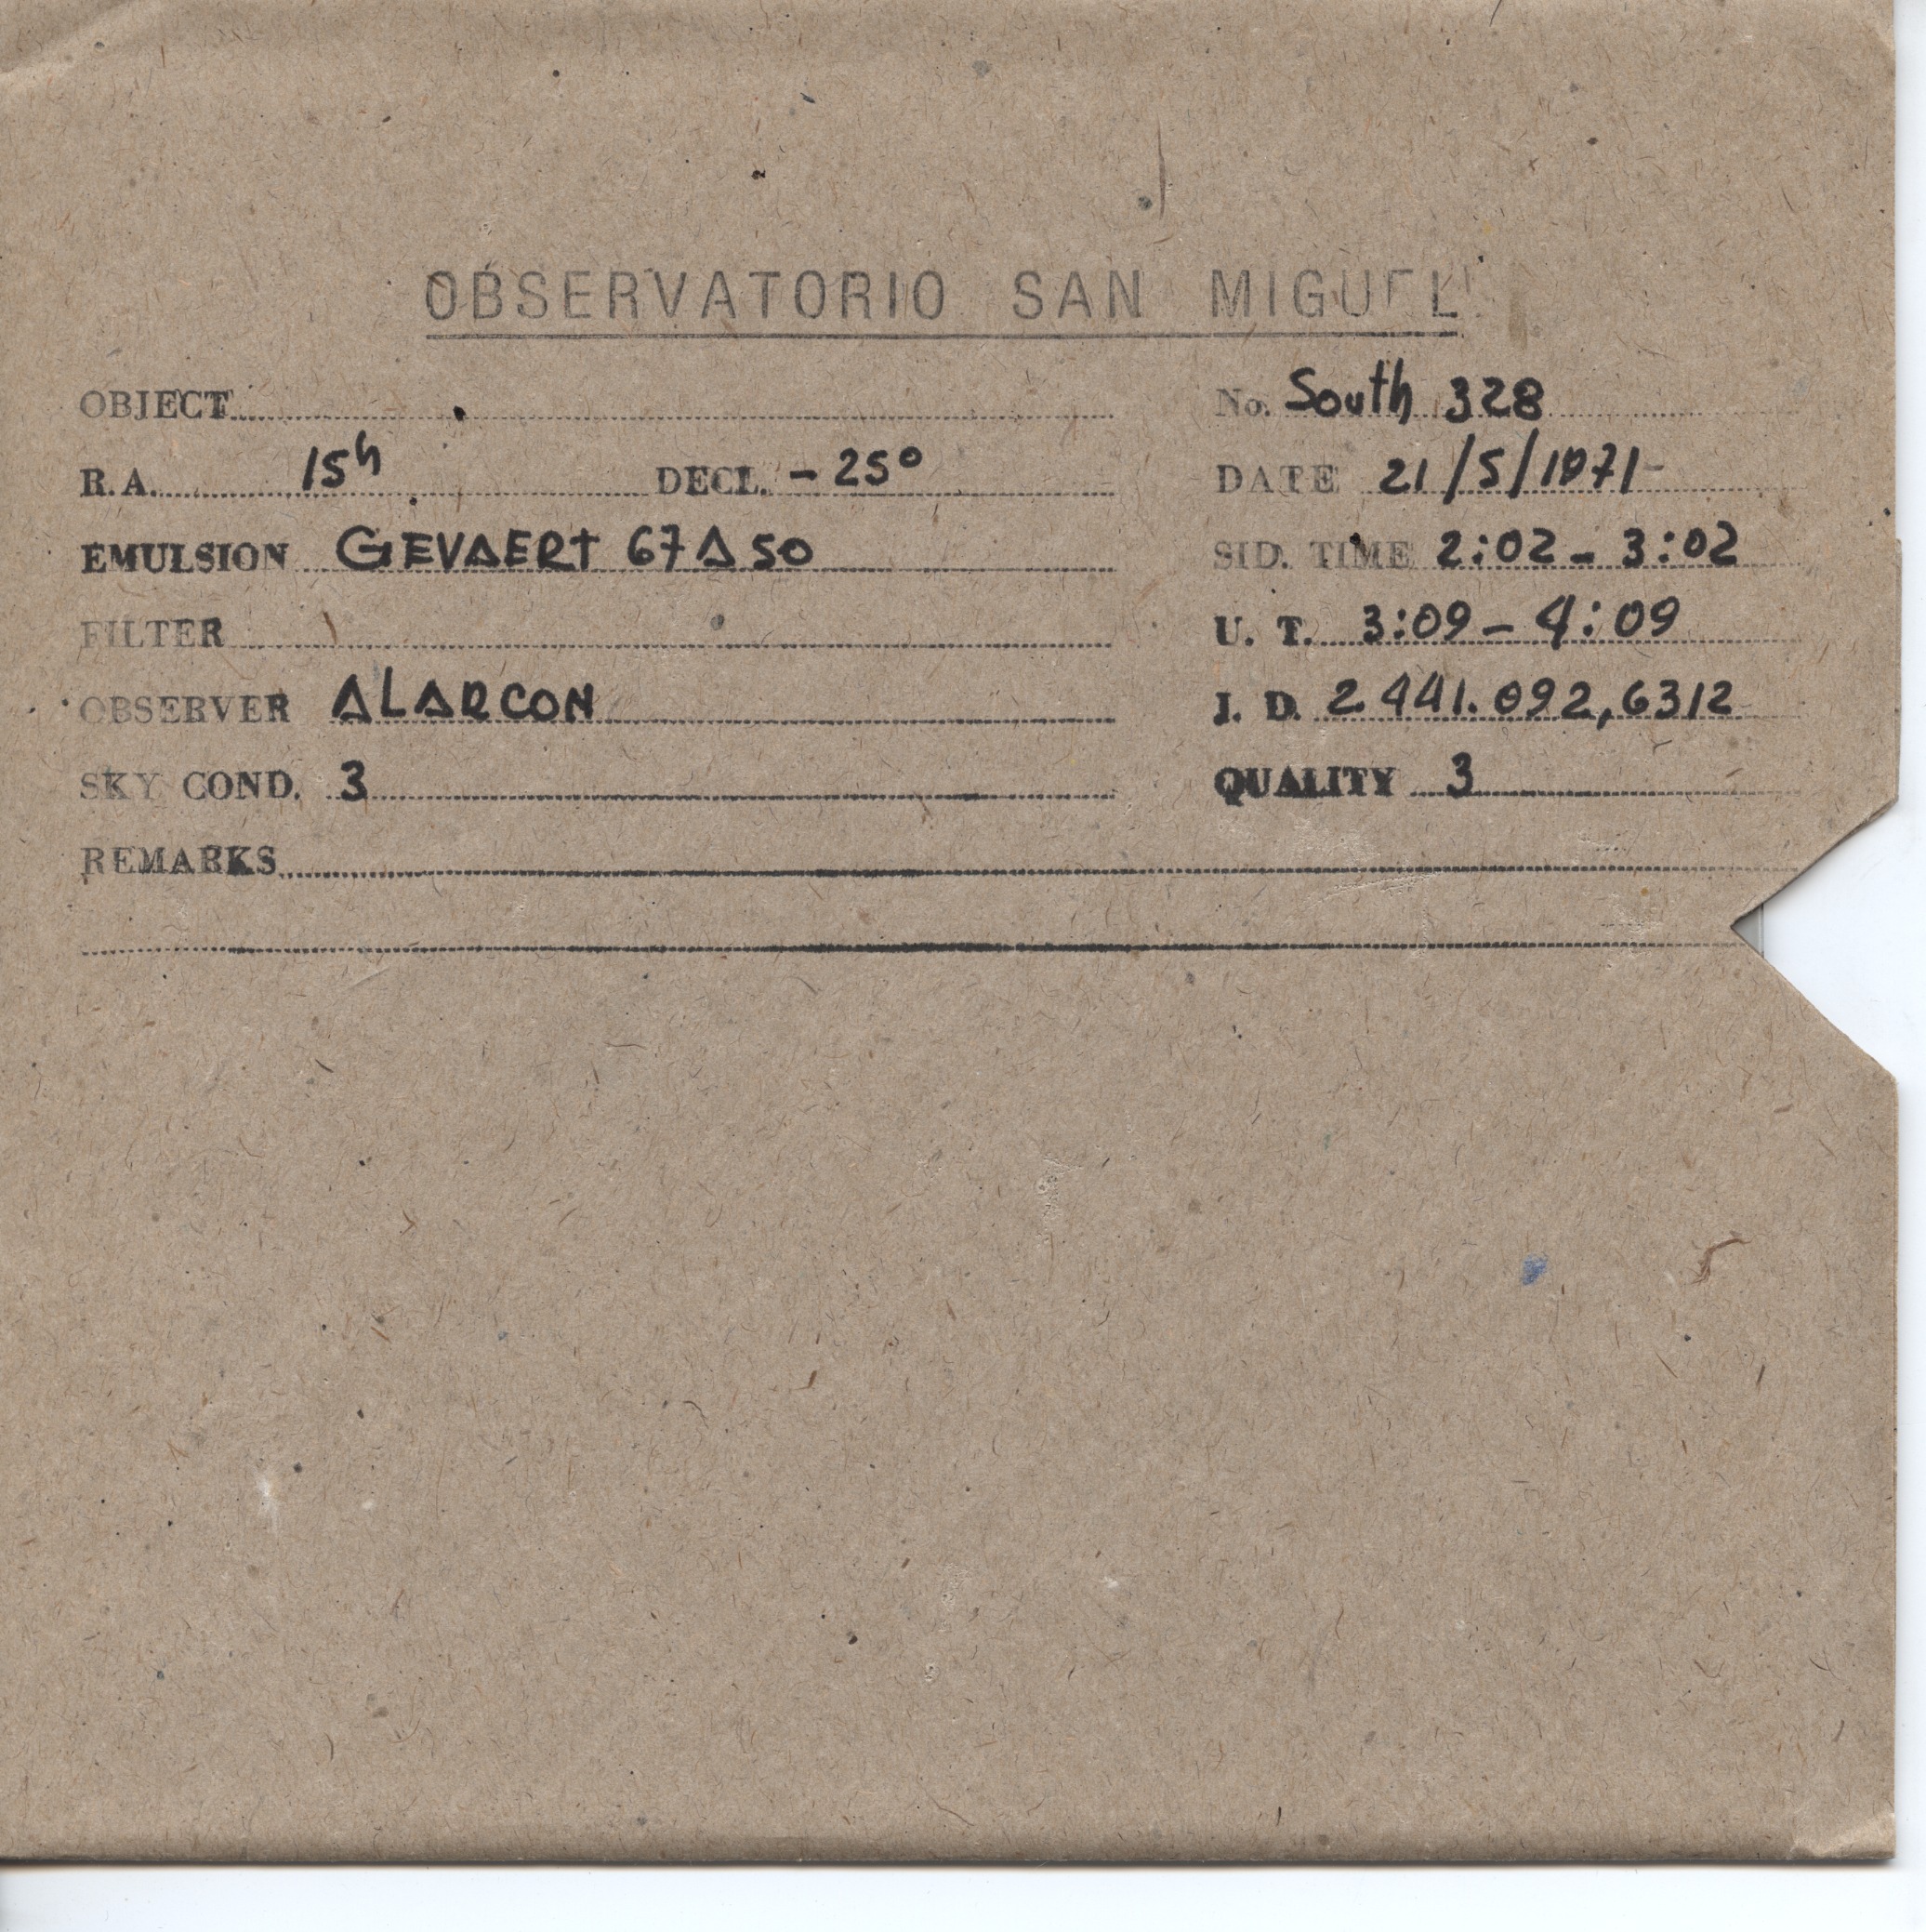 OBSERVATORIO SAN MIGUEL
OBJECT
No. South 328
R.A. 15h DECL. -25°
DATE 21/5/1971
EMULSION GEVAERT 67A50
SID. TIME 2:02 - 3:02
FILTER
U. T. 3:09 - 4:09
OBSERVER ALARCON
J. D. 2441.092,6312
SKY COND. 3
QUALITY 3
REMARKS